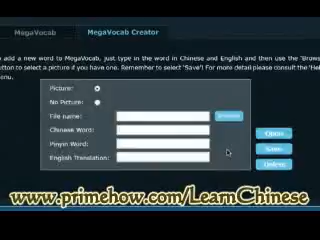 MegaVocab MegaVocab Creator
o add a new word to MegaVocab, just type in the word in Chinese and English and then use the 'Brows
utton to select a picture if you have one. Remember to select 'Save'! For more detail please consult the 'Hel
enu.
Picture:
No Picture:
File name: Browse
Chinese Word:
Pinyin Word:
English Translation:
Open
Save
Delete
www.primehow.com/LearnChinese